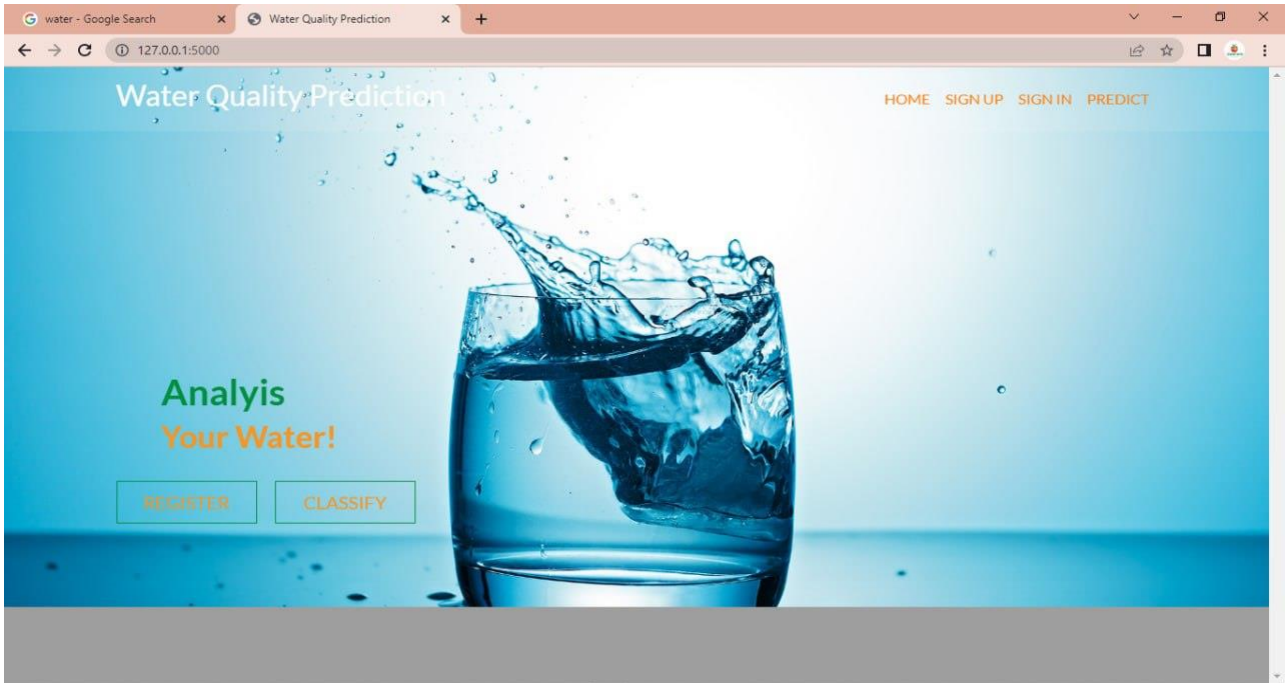 water - Google Search
Water Quality Prediction
127.0.0.1:5000
Water Quality Prediction
HOME SIGN UP SIGN IN PREDICT
Analyis
Your Water!
REGISTER CLASSIFY